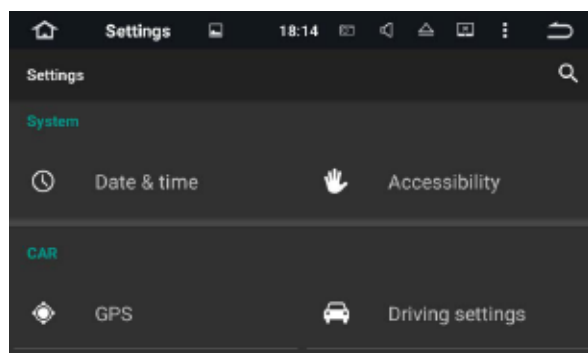 Settings 18:14
Settings
System
Date & time Accessibility
CAR
GPS Driving settings